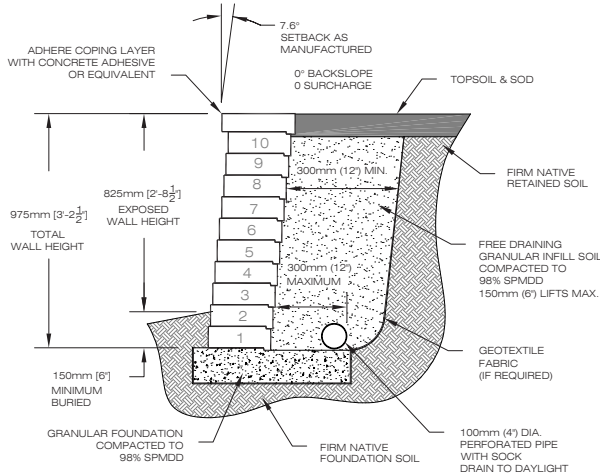 7.6°
SETBACK AS
MANUFACTURED
ADHERE COPING LAYER
WITH CONCRETE ADHESIVE
OR EQUIVALENT
0° BACKSLOPE
0 SURCHARGE
TOPSOIL & SOD
10
9
8
7
6
5
4
3
2
1
300mm (12") MIN.
FIRM NATIVE
RETAINED SOIL
825mm [2'-8½"]
EXPOSED
WALL HEIGHT
975mm [3'-2½"]
TOTAL
WALL HEIGHT
FREE DRAINING
GRANULAR INFILL SOIL
COMPACTED TO
98% SPMDD
150mm (6") LIFTS MAX.
300mm (12")
MAXIMUM
GEOTEXTILE
FABRIC
(IF REQUIRED)
150mm [6"]
MINIMUM
BURIED
GRANULAR FOUNDATION
COMPACTED TO
98% SPMDD
FIRM NATIVE
FOUNDATION SOIL
100mm (4") DIA.
PERFORATED PIPE
WITH SOCK
DRAIN TO DAYLIGHT